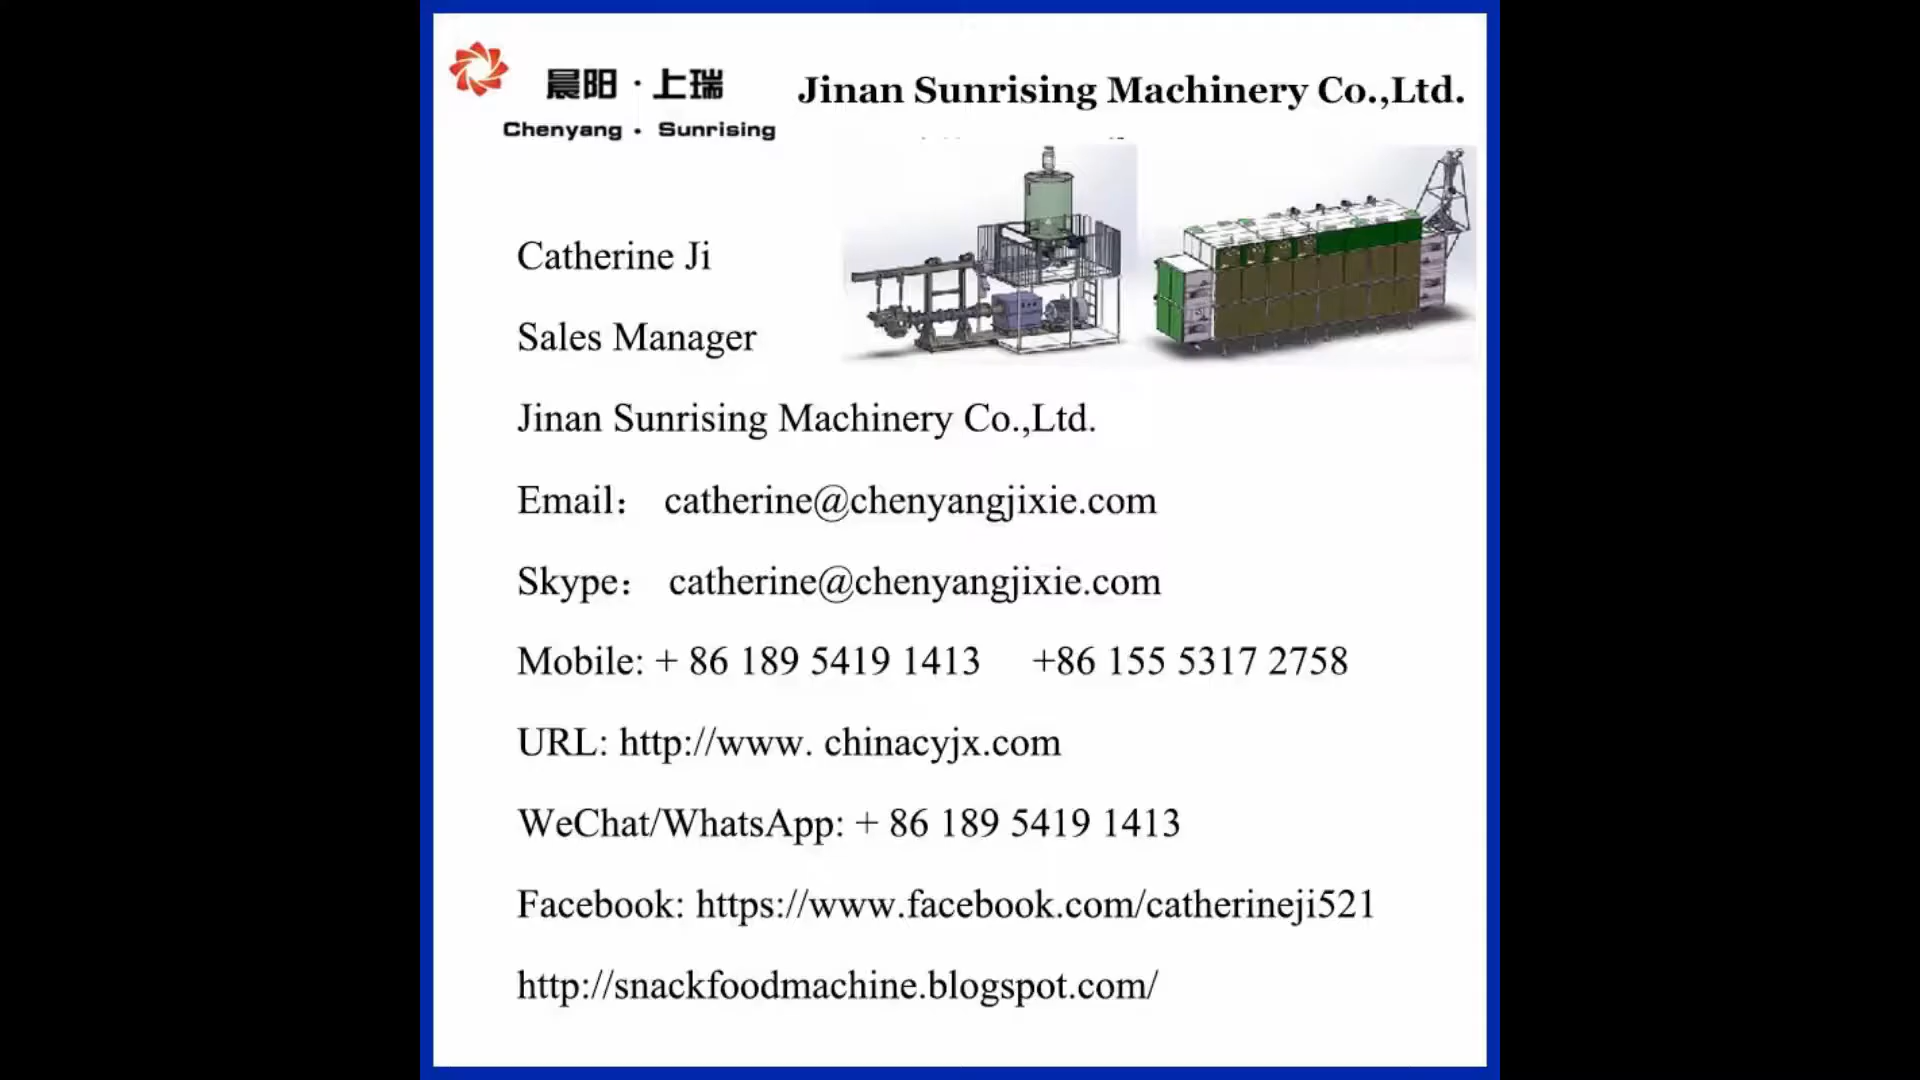 晨阳·上瑞
Chenyang · Sunrising
Jinan Sunrising Machinery Co.,Ltd.
Catherine Ji
Sales Manager
Jinan Sunrising Machinery Co.,Ltd.
Email： catherine@chenyangjixie.com
Skype： catherine@chenyangjixie.com
Mobile: + 86 189 5419 1413 +86 155 5317 2758
URL: http://www. chinacyjx.com
WeChat/WhatsApp: + 86 189 5419 1413
Facebook: https://www.facebook.com/catherineji521
http://snackfoodmachine.blogspot.com/